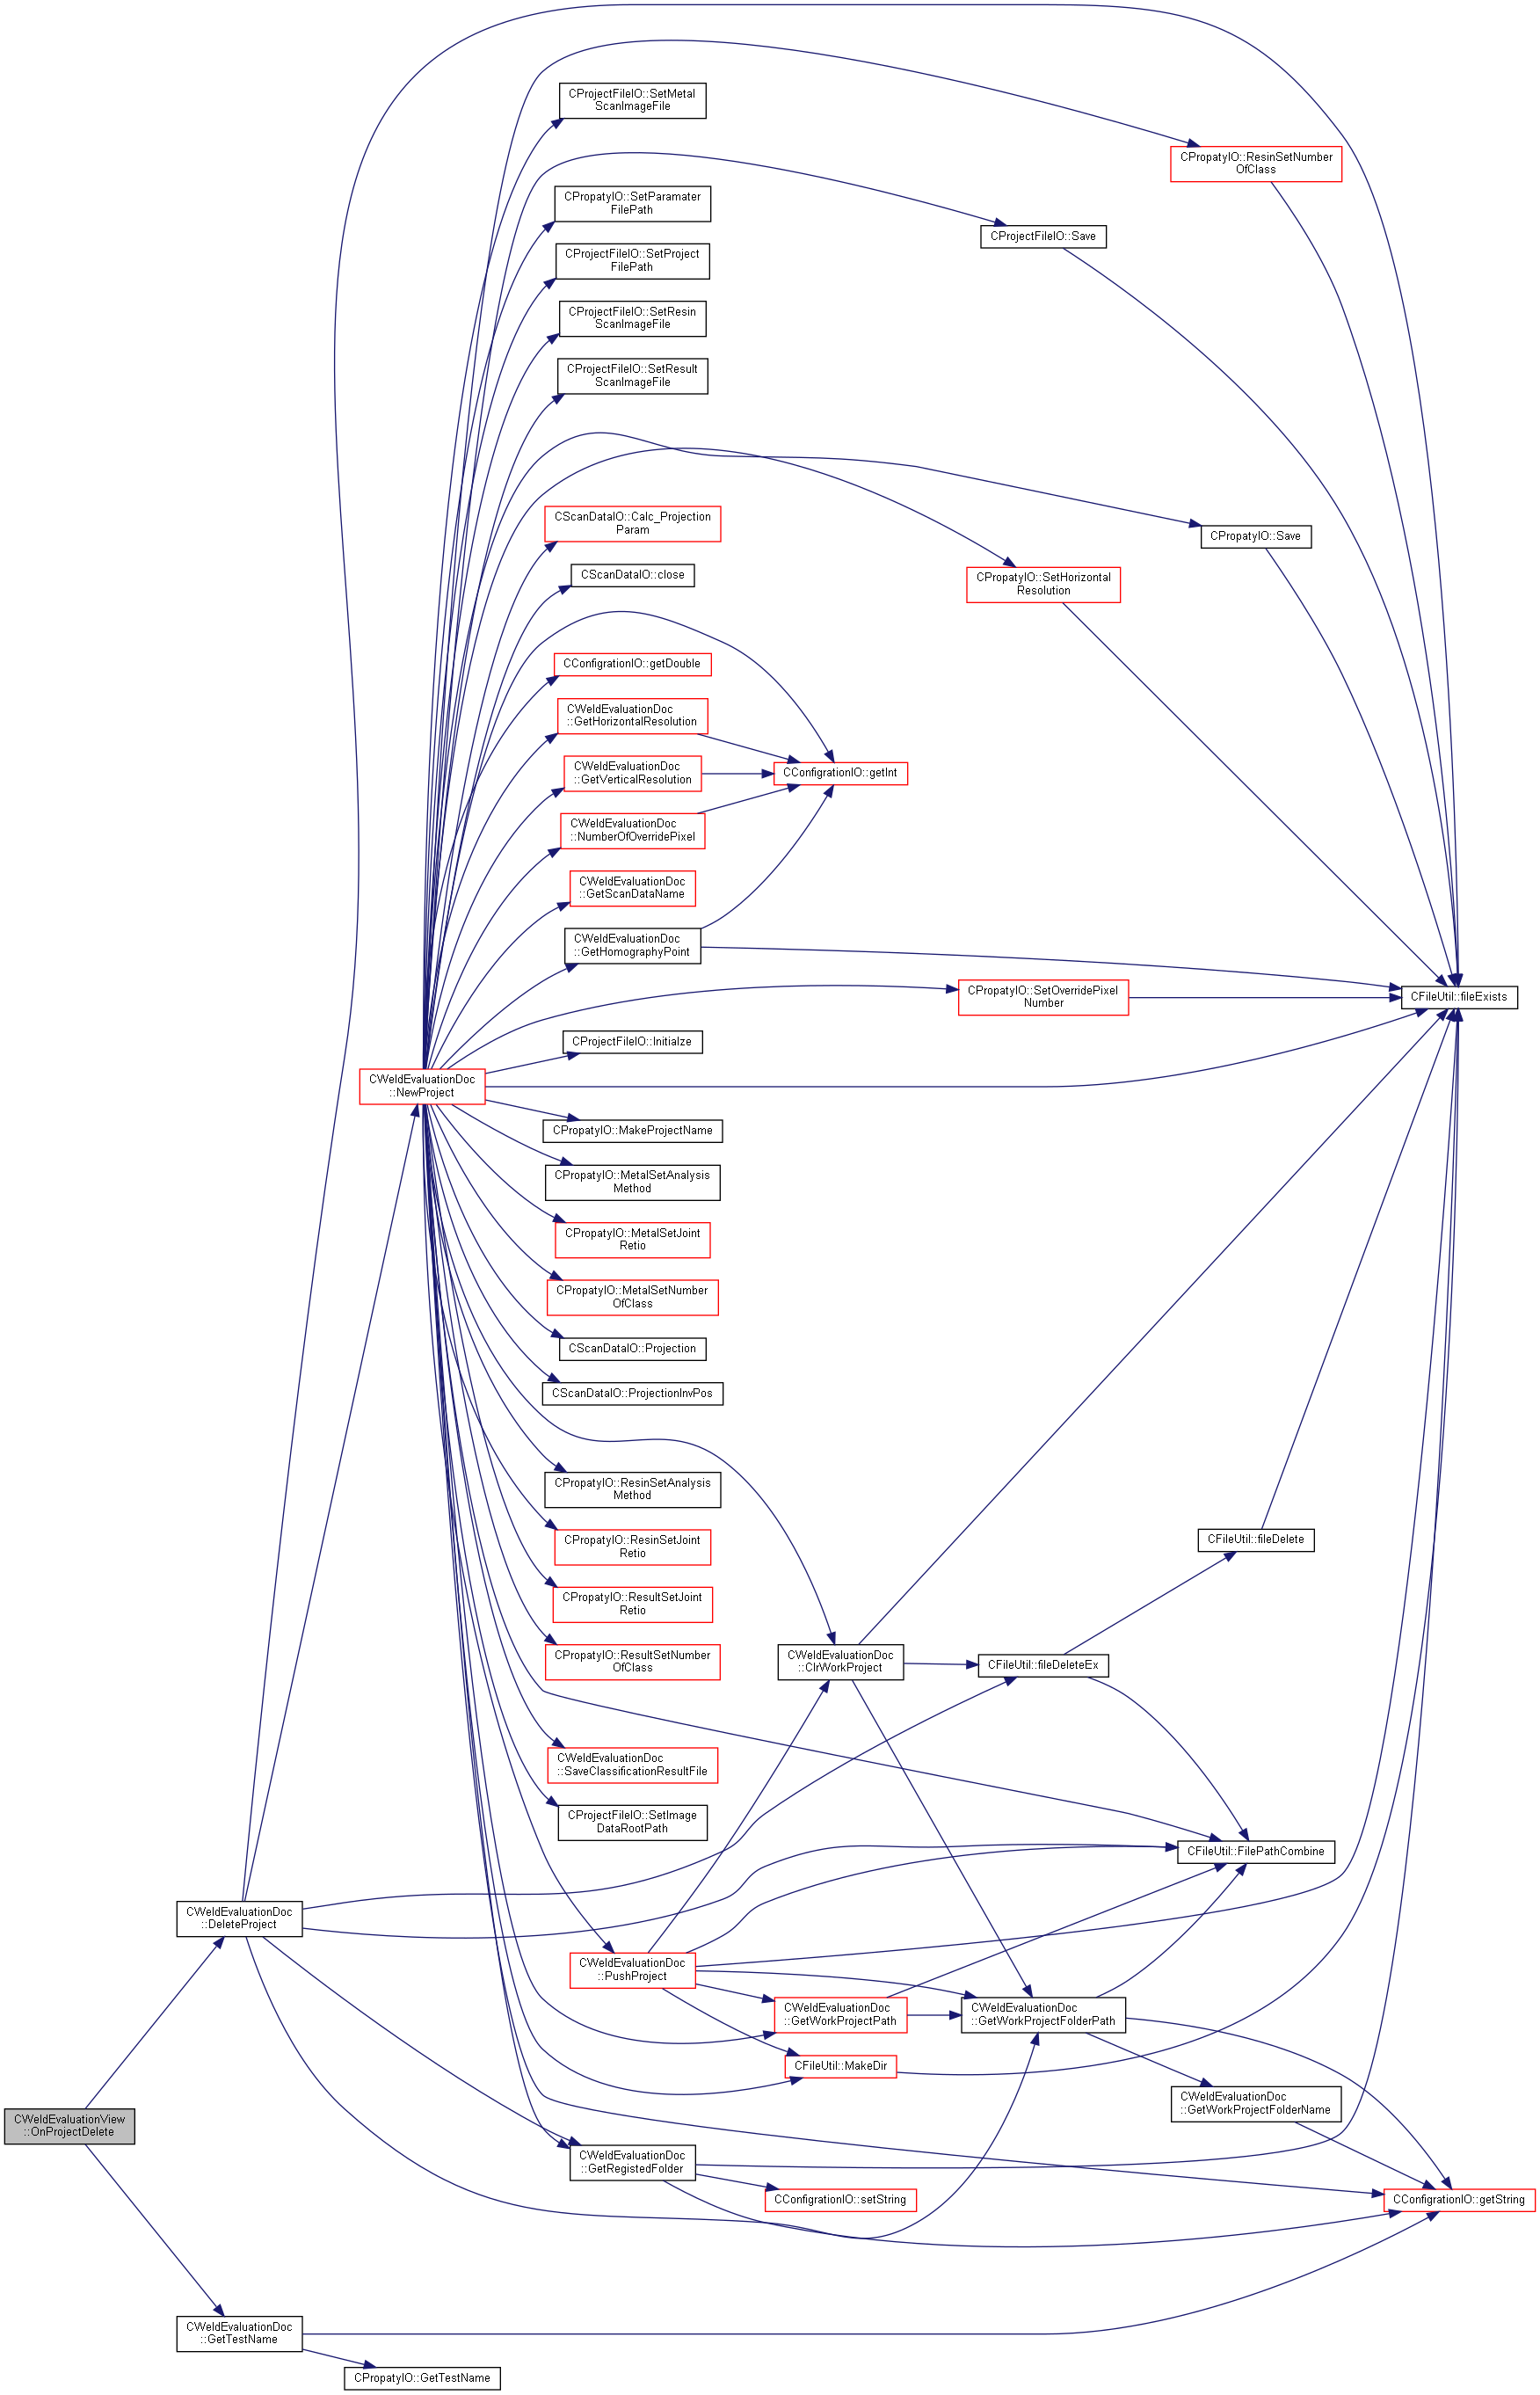 CProjectFileIO::SetMetal
ScanImageFile
CPropatyIO::ResinSetNumber
OfClass
CPropatyIO::SetParamater
FilePath
CProjectFileIO::Save
CProjectFileIO::SetProject
FilePath
CProjectFileIO::SetResin
ScanImageFile
CProjectFileIO::SetResult
ScanImageFile
CScanDataIO::Calc_Projection
Param
CPropatyIO::Save
CScanDataIO::close
CPropatyIO::SetHorizontal
Resolution
CConfigrationIO::getDouble
CWeldEvaluationDoc
::GetHorizontalResolution
CWeldEvaluationDoc
::GetVerticalResolution
CConfigrationIO::getInt
CWeldEvaluationDoc
::NumberOfOverridePixel
CWeldEvaluationDoc
::GetScanDataName
CWeldEvaluationDoc
::GetHomographyPoint
CPropatyIO::SetOverridePixel
Number
CFileUtil::fileExists
CProjectFileIO::Initialze
CWeldEvaluationDoc
::NewProject
CPropatyIO::MakeProjectName
CPropatyIO::MetalSetAnalysis
Method
CPropatyIO::MetalSetJoint
Retio
CPropatyIO::MetalSetNumber
OfClass
CScanDataIO::Projection
CScanDataIO::ProjectionInvPos
CPropatyIO::ResinSetAnalysis
Method
CPropatyIO::ResinSetJoint
Retio
CFileUtil::fileDelete
CPropatyIO::ResultSetJoint
Retio
CPropatyIO::ResultSetNumber
OfClass
CWeldEvaluationDoc
::ClrWorkProject
CFileUtil::fileDeleteEx
CWeldEvaluationDoc
::SaveClassificationResultFile
CProjectFileIO::SetImage
DataRootPath
CFileUtil::FilePathCombine
CWeldEvaluationDoc
::DeleteProject
CWeldEvaluationDoc
::PushProject
CWeldEvaluationDoc
::GetWorkProjectPath
CWeldEvaluationDoc
::GetWorkProjectFolderPath
CFileUtil::MakeDir
CWeldEvaluationDoc
::GetWorkProjectFolderName
CWeldEvaluationView
::OnProjectDelete
CWeldEvaluationDoc
::GetRegistedFolder
CConfigrationIO::setString
CConfigrationIO::getString
CWeldEvaluationDoc
::GetTestName
CPropatyIO::GetTestName